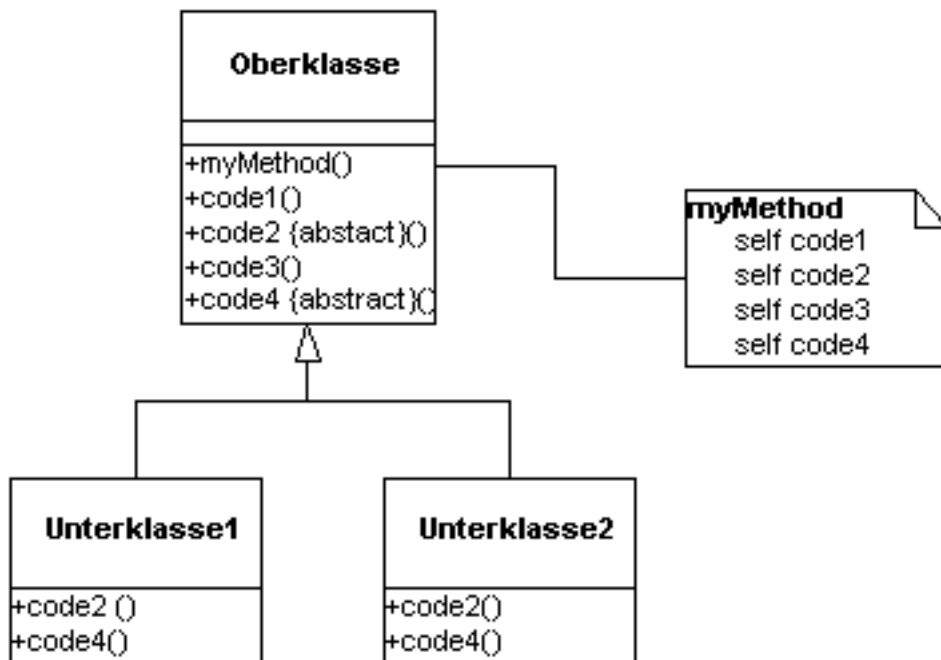 Oberklasse
+myMethod()
+code1()
+code2 {abstact}()
+code3()
+code4 {abstract}()
myMethod
self code1
self code2
self code3
self code4
Unterklasse1
+code2 ()
+code4()
Unterklasse2
+code2()
+code4()